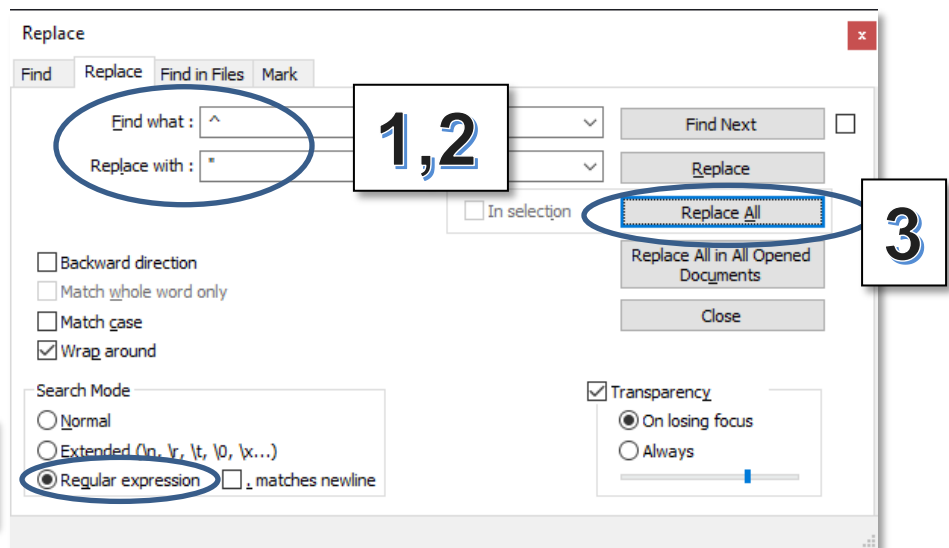 Replace
x
Find Replace Find in Files Mark
Find what : ^
Find Next
1,2
Replace with : "
Replace
In selection
Replace All
3
Backward direction
Replace All in All Opened
Documents
Match whole word only
Match case
Close
Wrap around
Search Mode
Transparency
Normal
On losing focus
Extended (\n, \r, \t, \0, \x...)
Always
Regular expression
. matches newline